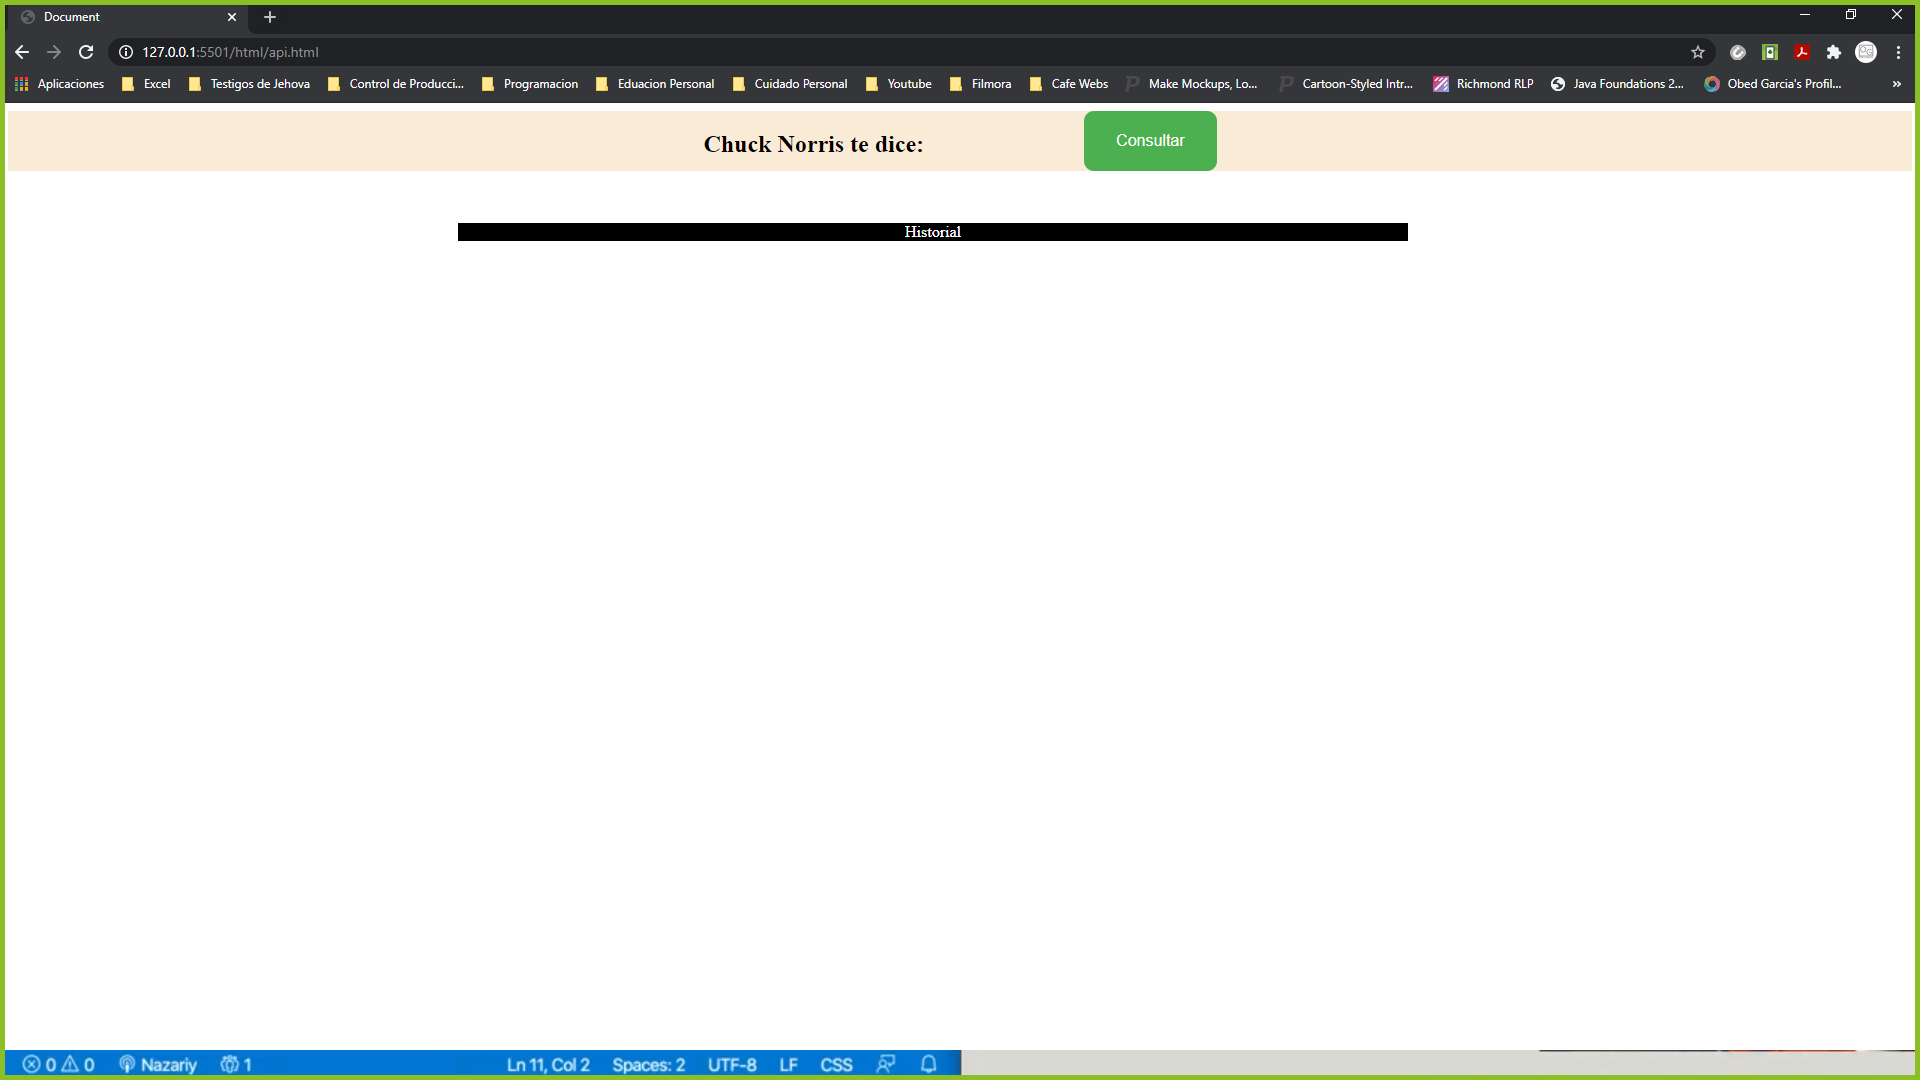 Document
127.0.0.1:5501/html/api.html
Aplicaciones Excel Testigos de Jehova Control de Producci... Programacion Eduacion Personal Cuidado Personal Youtube Filmora Cafe Webs Make Mockups, Lo... Cartoon-Styled Intr... Richmond RLP Java Foundations 2... Obed Garcia's Profil... »
Chuck Norris te dice: Consultar
Historial
0 0 Nazariy 1 Ln 11, Col 2 Spaces: 2 UTF-8 LF CSS